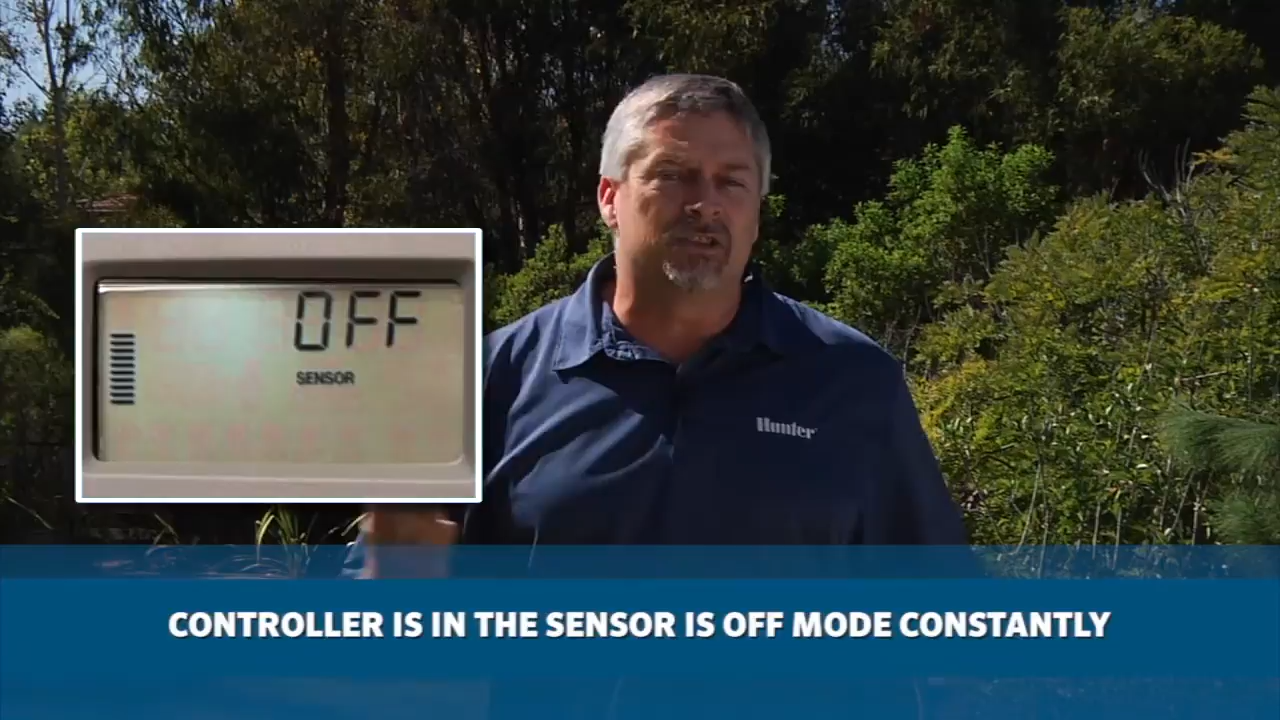 OFF
SENSOR
Hunter
CONTROLLER IS IN THE SENSOR IS OFF MODE CONSTANTLY